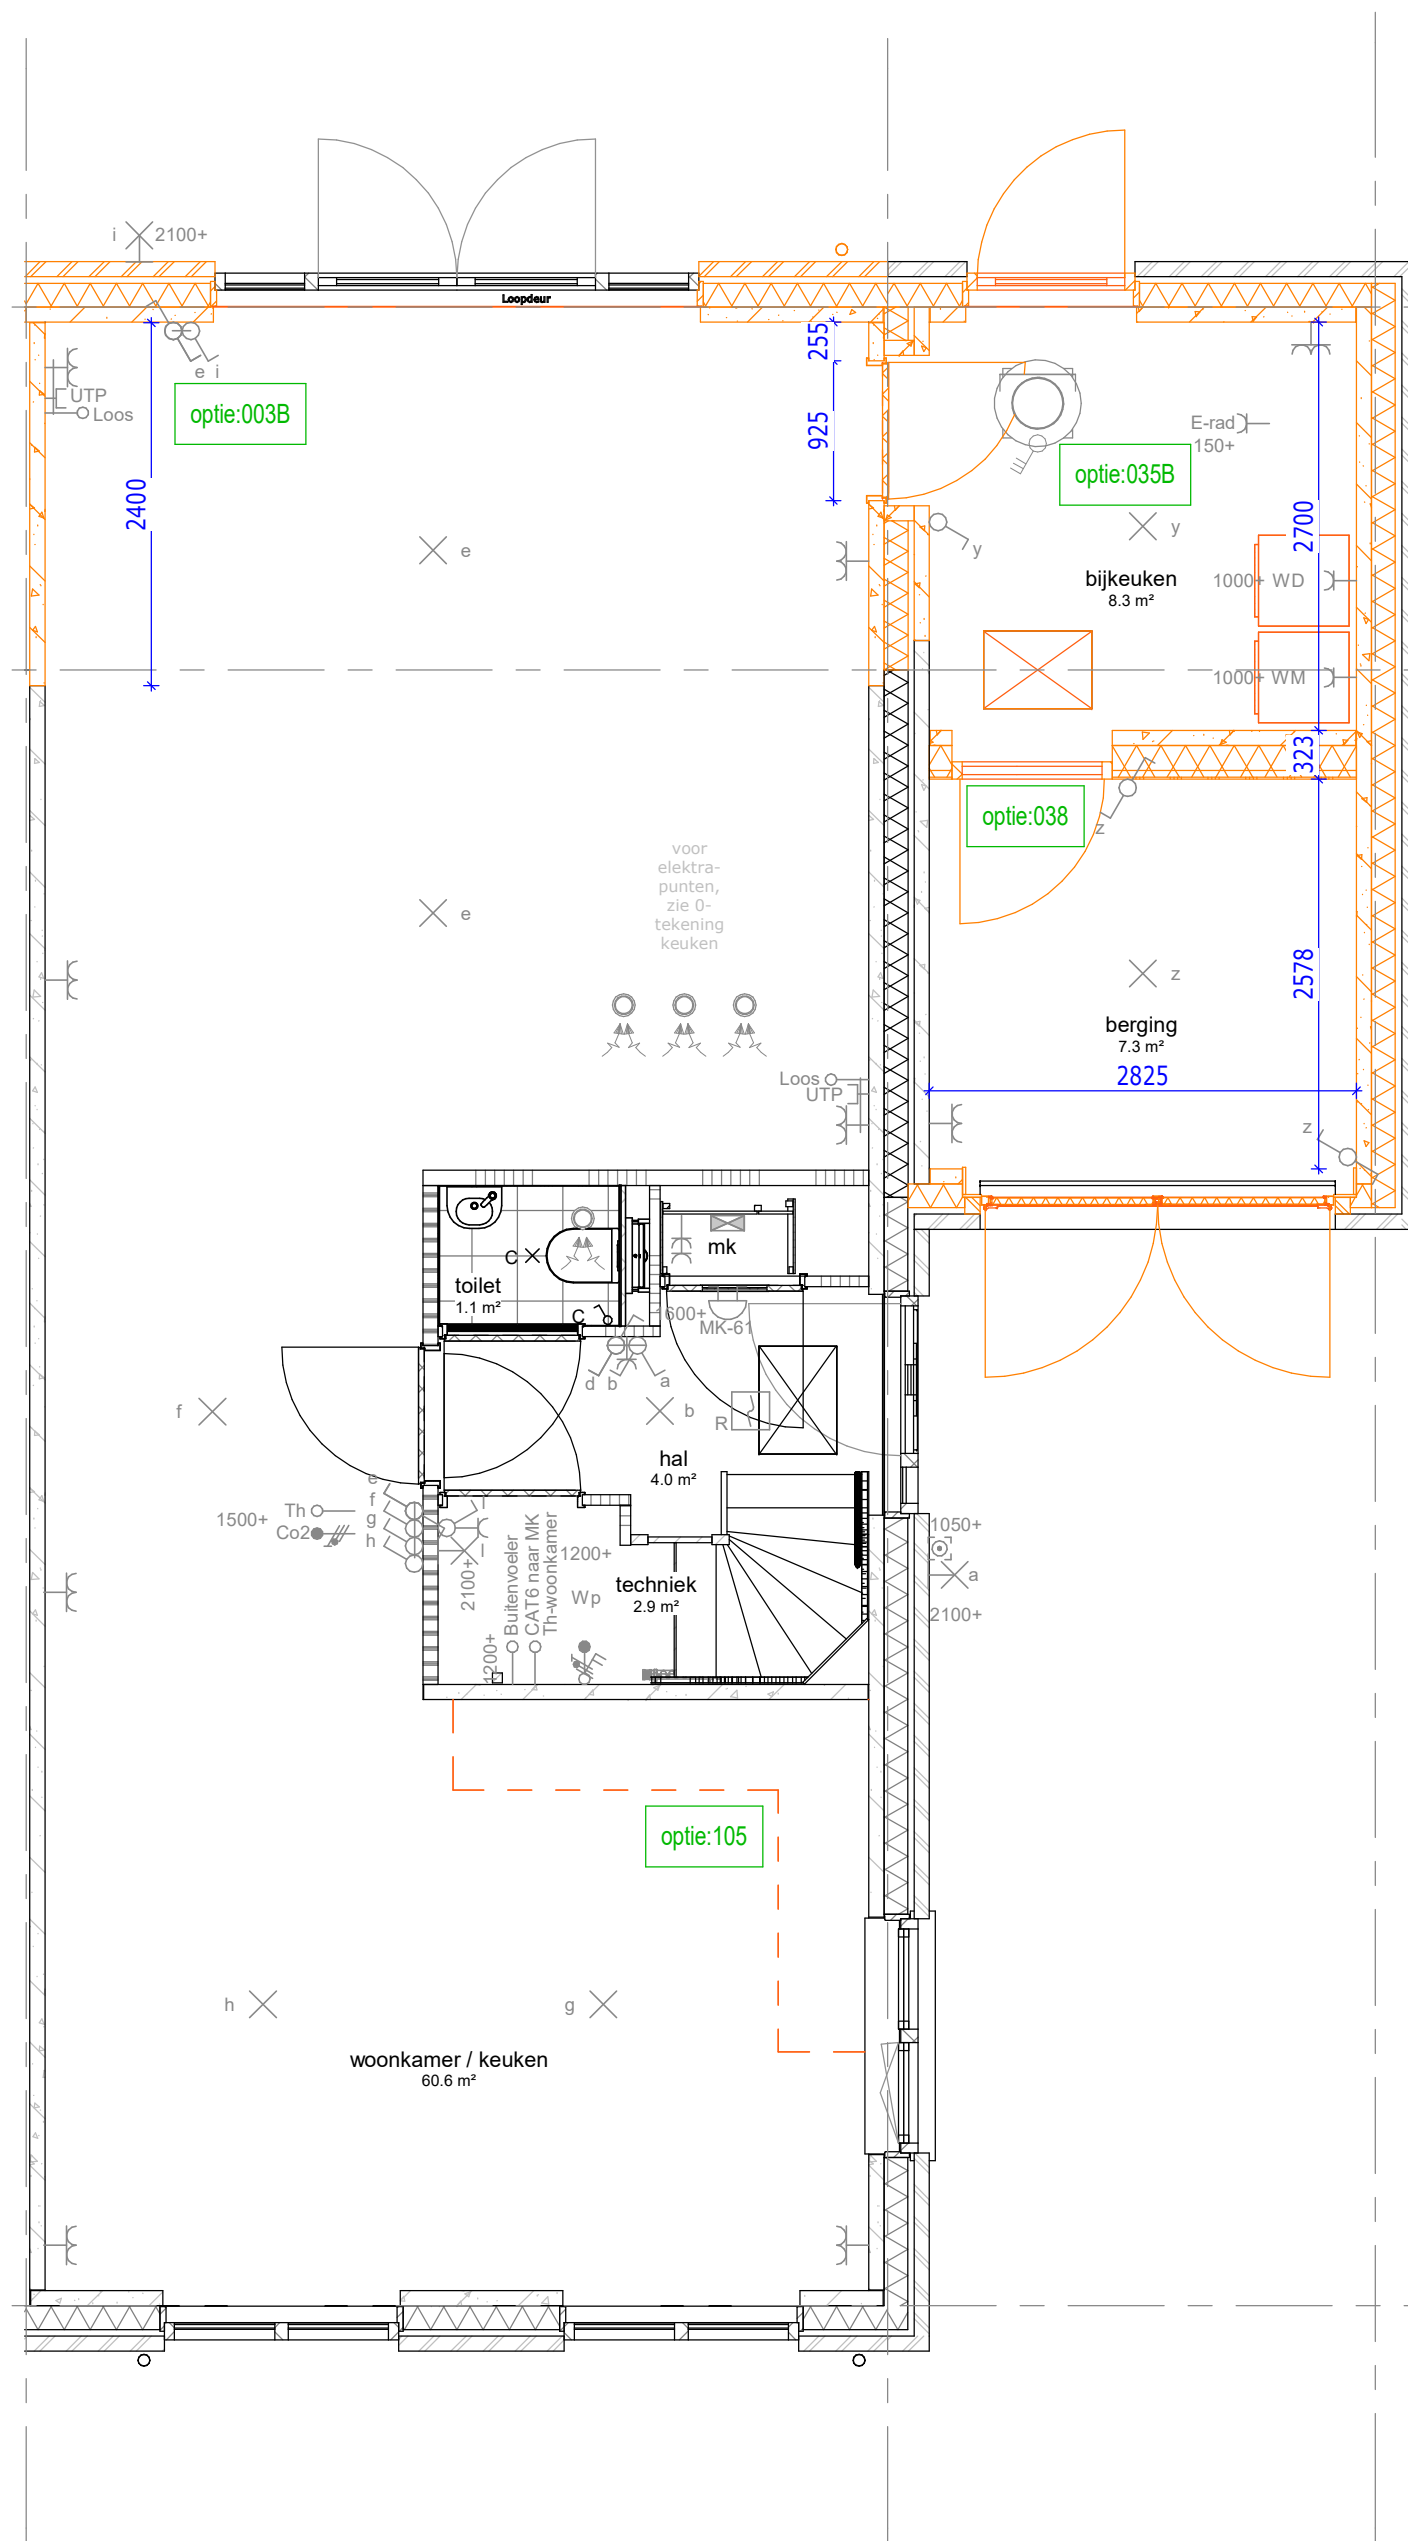 i 2100+
Loopdeur
e i
UTP
Loos
optie:003B
2400
255
925
E-rad
150+
optie:035B
y
y
e
2700
bijkeuken
8.3 m²
1000+ WD
1000+ WM
323
optie:038
z
voor
elektra-
punten,
zie 0-
tekening
keuken
e
2578
z
berging
7.3 m²
2825
Loos
UTP
z
mk
C
toilet
1.1 m²
C
1600+
MK-61
d b a
f
b
R
hal
4.0 m²
e
f
g
h
1500+
Th
Co2
2100+
1200+
Buitenvoeler
CAT6 naar MK
Th-woonkamer
1200+
Wp
techniek
2.9 m²
1050+
a
2100+
optie:105
h
g
woonkamer / keuken
60.6 m²